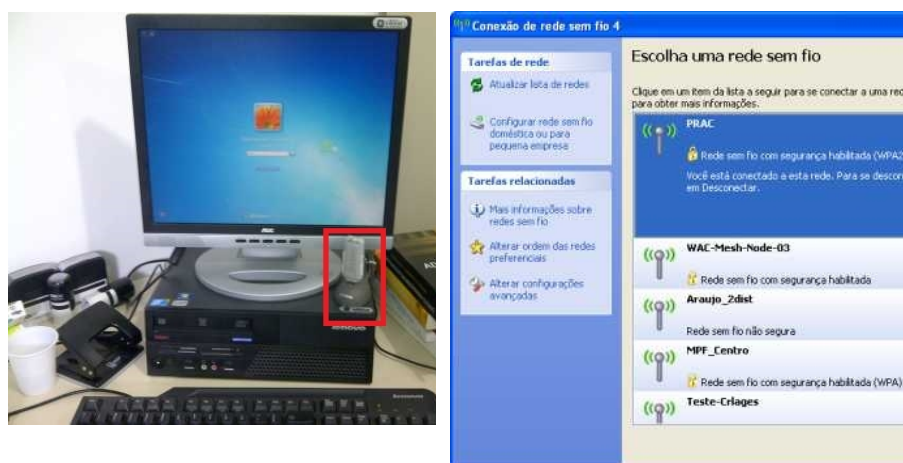 AOC
lenovo
Conexão de rede sem fio 4
Tarefas de rede
Atualizar lista de redes
Configurar rede sem fio
doméstica ou para
pequena empresa
Tarefas relacionadas
Mais informações sobre
redes sem fio
Alterar ordem das redes
preferenciais
Alterar configurações
avançadas
Escolha uma rede sem fio
Clique em um item da lista a seguir para se conectar a uma red
para obter mais informações.
PRAC
Rede sem fio com segurança habilitada (WPA2
Você está conectado a esta rede. Para se descon
em Desconectar.
WAC-Mesh-Node-03
Rede sem fio com segurança habilitada
Araujo_2dist
Rede sem fio não segura
MPF_Centro
Rede sem fio com segurança habilitada (WPA)
Teste-CrIages